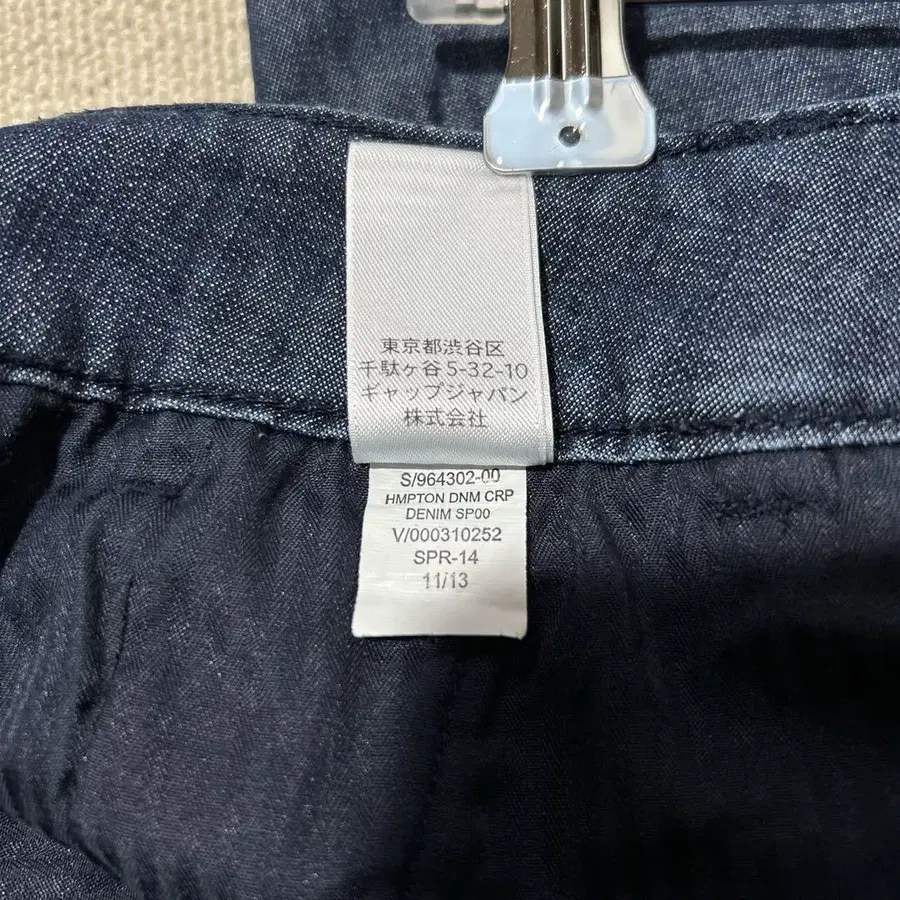 東京都渋谷区
千駄ヶ谷5-32-10
ギャップジャパン
株式会社
S/964302-00
HMPTON DNM CRP
DENIM SP00
V/000310252
SPR-14
11/13